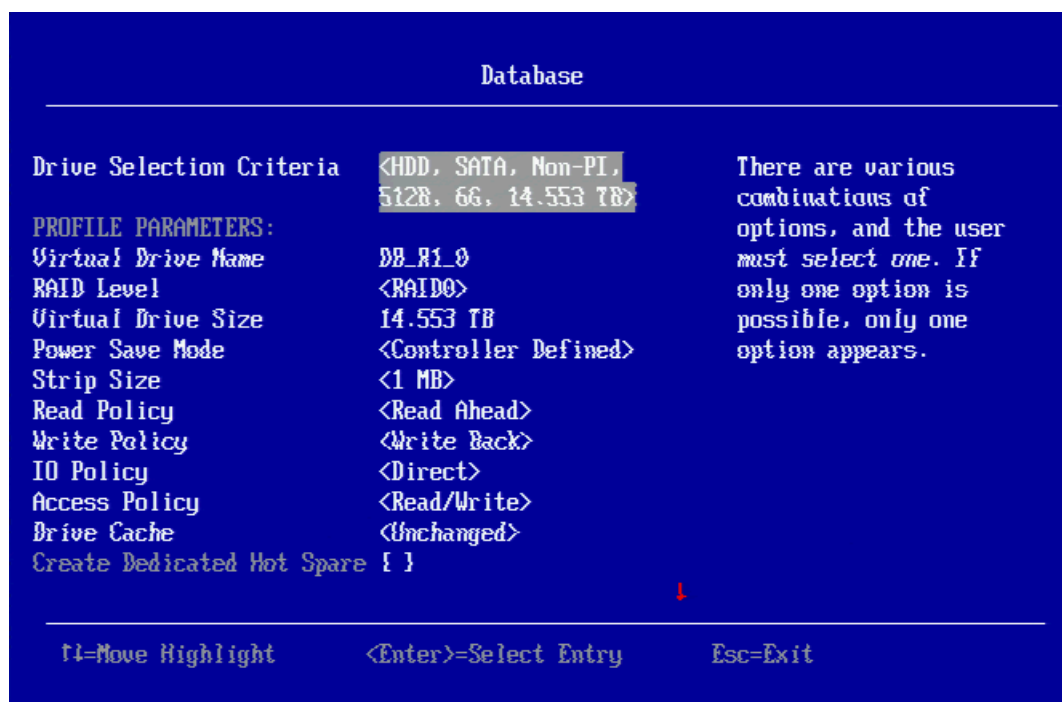 Database
Drive Selection Criteria <HDD, SATA, Non-PI,
512B, 6G, 14.553 TB>
PROFILE PARAMETERS:
Virtual Drive Name DB_R1_0
RAID Level <RAID0>
Virtual Drive Size 14.553 TB
Power Save Mode <Controller Defined>
Strip Size <1 MB>
Read Policy <Read Ahead>
Write Policy <Write Back>
IO Policy <Direct>
Access Policy <Read/Write>
Drive Cache <Unchanged>
Create Dedicated Hot Spare [ ]
There are various
combinations of
options, and the user
must select one. If
only one option is
possible, only one
option appears.
↓
↑↓=Move Highlight <Enter>=Select Entry Esc=Exit